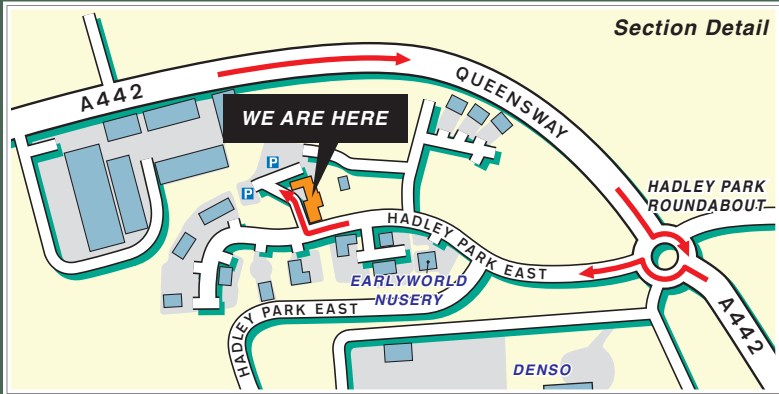 Section Detail
A442
QUEENSWAY
WE ARE HERE
P
P
HADLEY PARK
ROUNDABOUT
HADLEY PARK EAST
EARLYWORLD
NUSERY
HADLEY PARK EAST
A442
DENSO